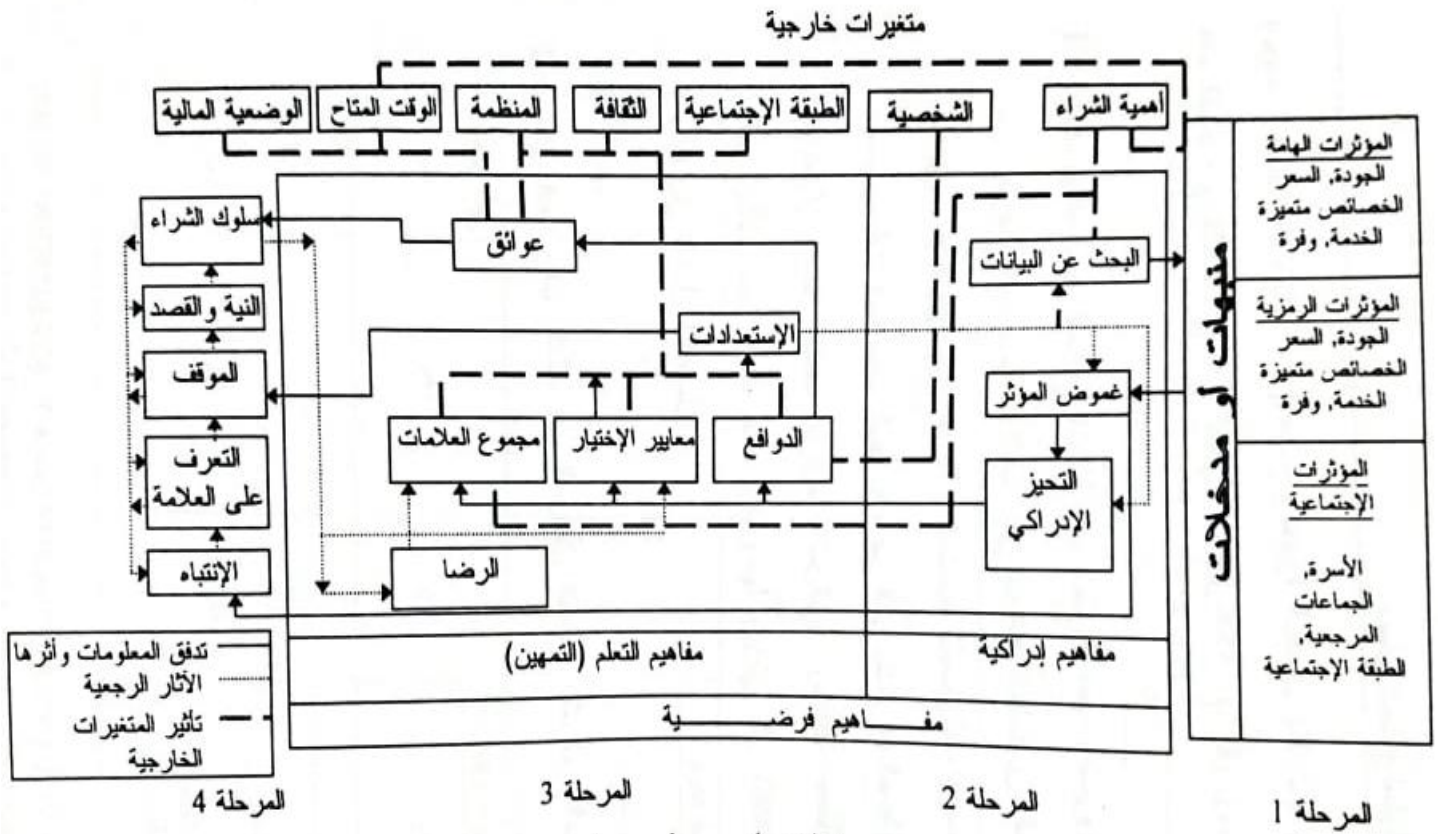 متغيرات خارجية
أهمية الشراء
الشخصية
الطبقة الإجتماعية
الثقافة
المنظمة
الوقت المتاح
الوضعية المالية
المؤثرات الهامة
الجودة, السعر
الخصائص متميزة
الخدمة, وفرة
المؤثرات الرمزية
الجودة, السعر
الخصائص متميزة
الخدمة, وفرة
المؤثرات
الإجتماعية
الأسرة,
الجماعات
المرجعية,
الطبقة الإجتماعية
منبهات أو مدخلات
البحث عن البيانات
غموض المؤثر
التحيز
الإدراكي
عوائق
الإستعدادات
الدوافع
معايير الإختيار
مجموع العلامات
الرضا
سلوك الشراء
النية والقصد
الموقف
التعرف
على العلامة
الإنتباه
مفاهيم إدراكية
مفاهيم التعلم (التمهين)
مفـــاهيم فرضـــــية
تدفق المعلومات وأثرها
الآثار الرجعية
تأثير المتغيرات
الخارجية
المرحلة 1
المرحلة 2
المرحلة 3
المرحلة 4